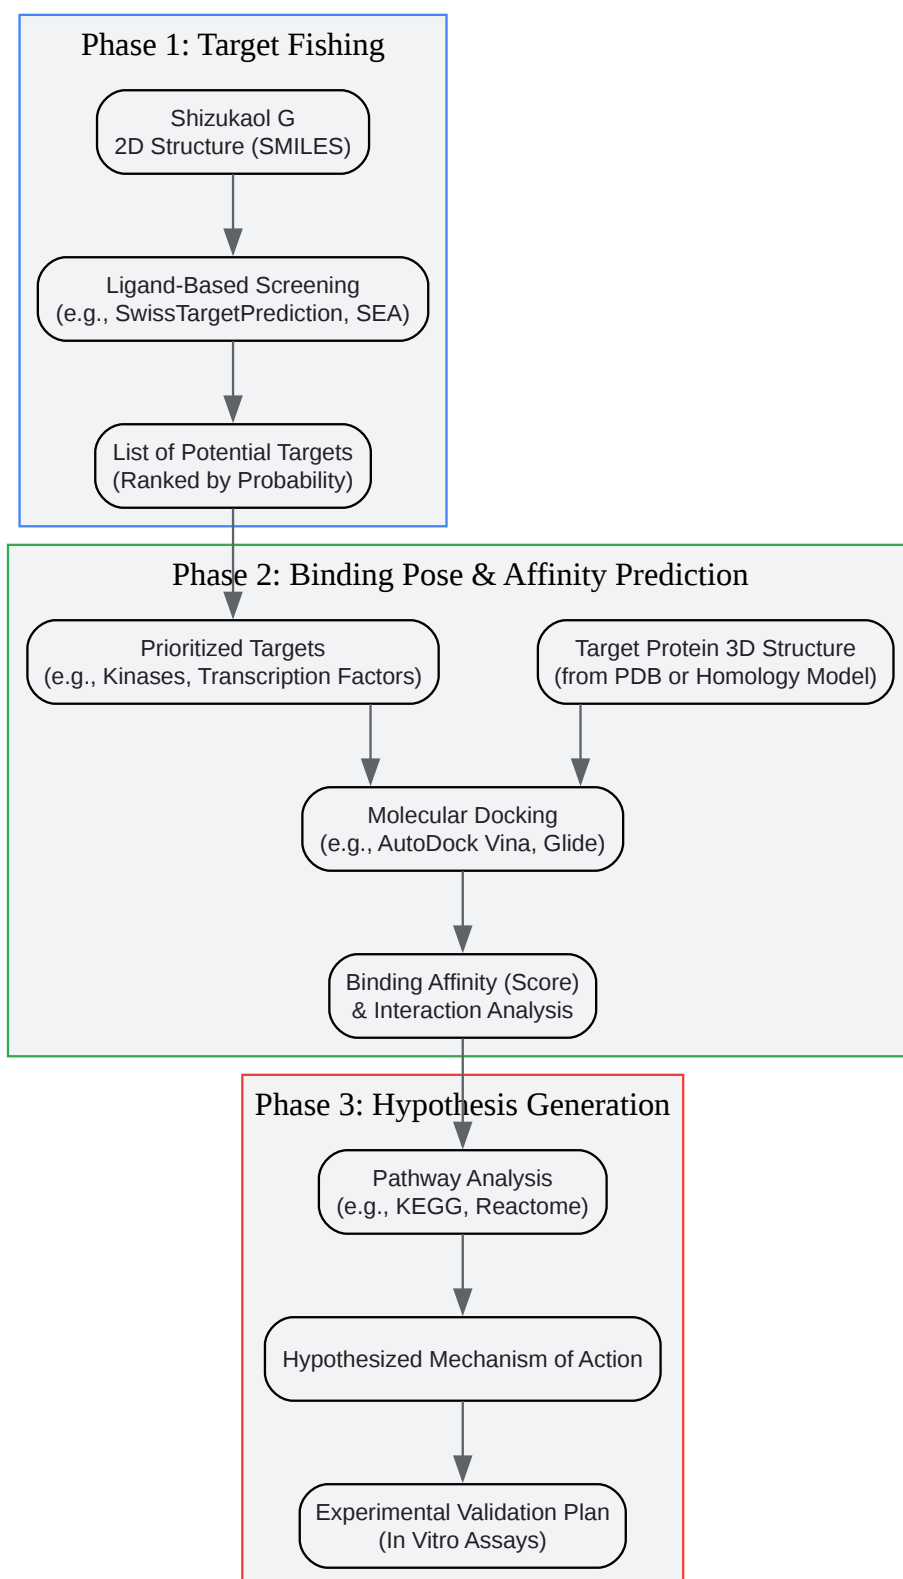 Phase 1: Target Fishing
Shizukaol G
2D Structure (SMILES)
Ligand-Based Screening
(e.g., SwissTargetPrediction, SEA)
List of Potential Targets
(Ranked by Probability)
Phase 2: Binding Pose & Affinity Prediction
Prioritized Targets
(e.g., Kinases, Transcription Factors)
Target Protein 3D Structure
(from PDB or Homology Model)
Molecular Docking
(e.g., AutoDock Vina, Glide)
Binding Affinity (Score)
& Interaction Analysis
Phase 3: Hypothesis Generation
Pathway Analysis
(e.g., KEGG, Reactome)
Hypothesized Mechanism of Action
Experimental Validation Plan
(In Vitro Assays)